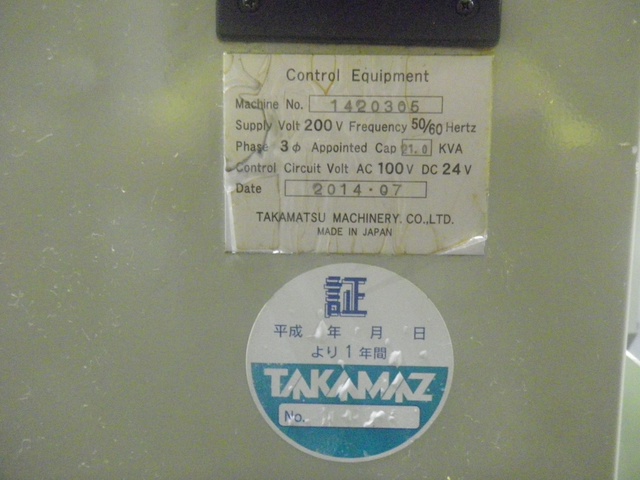 Control Equipment
Machine No. 1420305
Supply Volt 200 V Frequency 50/60 Hertz
Phase 3 φ Appointed Cap 21.0 KVA
Control Circuit Volt AC 100 V DC 24 V
Date 2014.07
TAKAMATSU MACHINERY. CO.,LTD.
MADE IN JAPAN
証
平成 年 月 日
より1年間
TAKAMAZ
No.